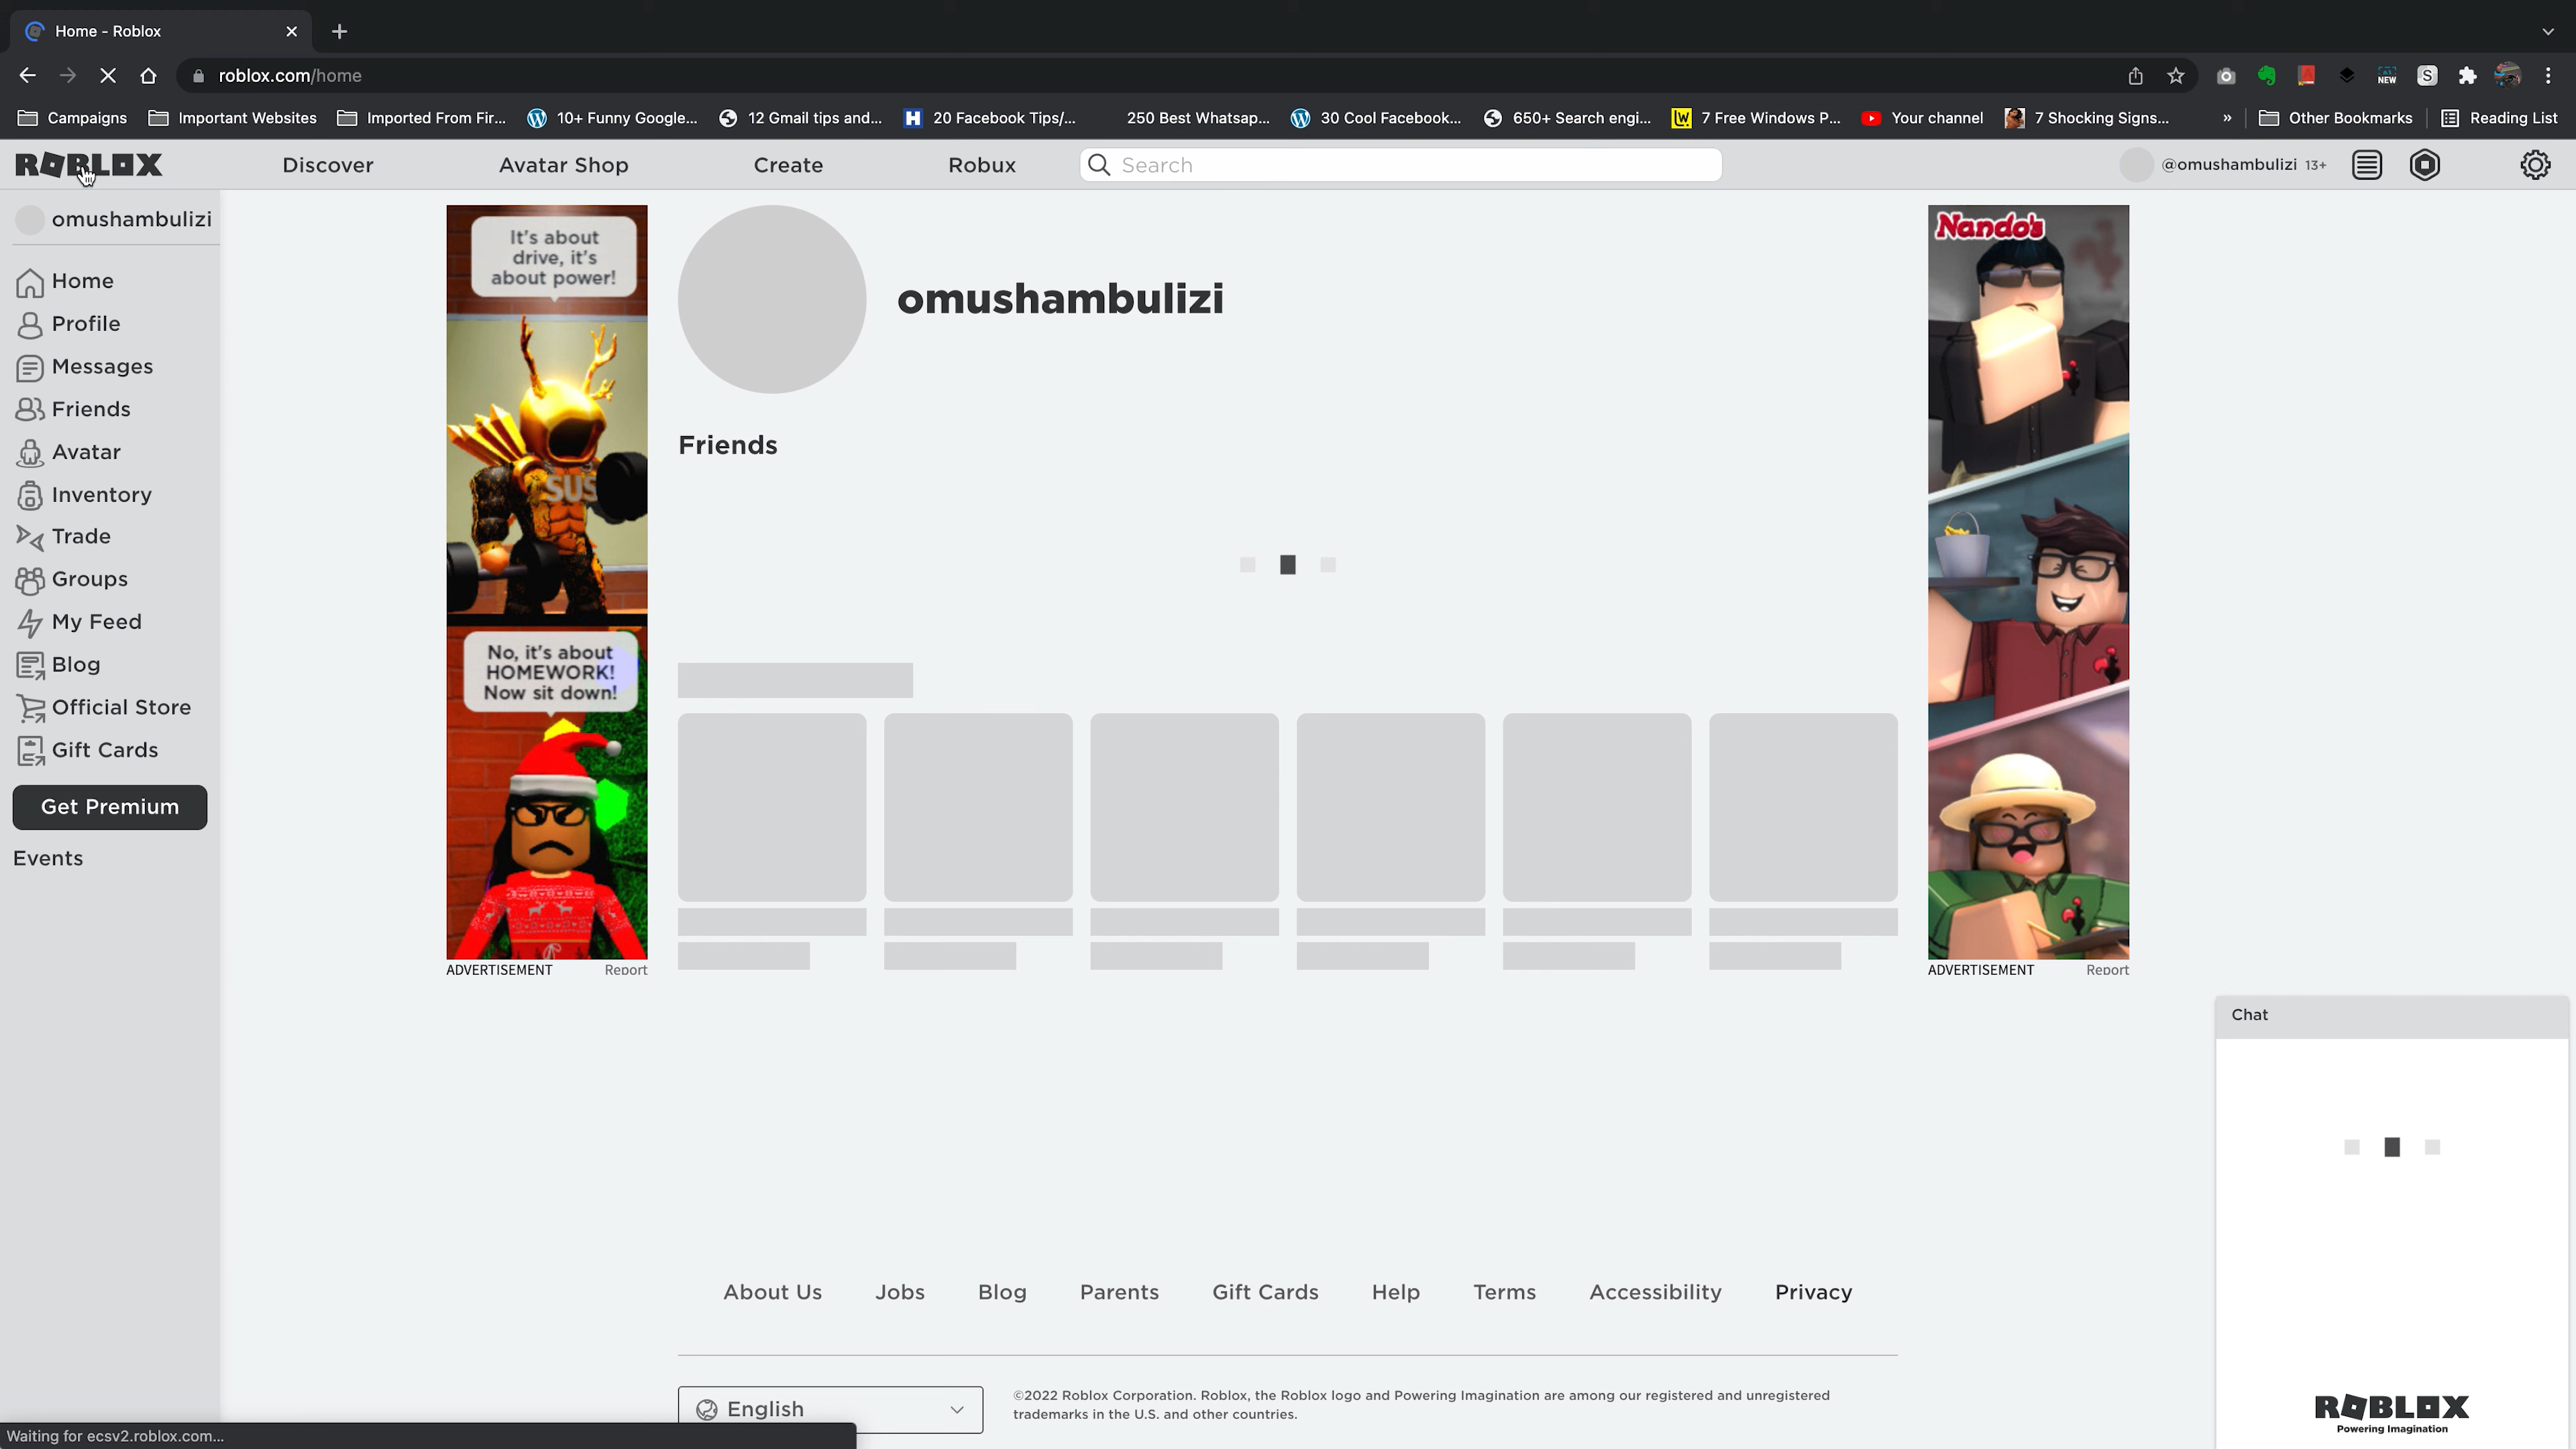 Home - Roblox
roblox.com/home
Campaigns
Important Websites
Imported From Fir...
10+ Funny Google...
12 Gmail tips and...
20 Facebook Tips/...
250 Best Whatsap...
30 Cool Facebook...
650+ Search engi...
7 Free Windows P...
Your channel
7 Shocking Signs...
»
Other Bookmarks
Reading List
NEW
ROBLOX
Discover
Avatar Shop
Create
Robux
Search
@omushambulizi 13+
omushambulizi
Home
Profile
Messages
Friends
Avatar
Inventory
Trade
Groups
My Feed
Blog
Official Store
Gift Cards
Get Premium
Events
It's about
drive, it's
about power!
SUS
No, it's about
HOMEWORK!
Now sit down!
ADVERTISEMENT
Report
omushambulizi
Friends
Nando's
ADVERTISEMENT
Report
Chat
About Us
Jobs
Blog
Parents
Gift Cards
Help
Terms
Accessibility
Privacy
English
©2022 Roblox Corporation. Roblox, the Roblox logo and Powering Imagination are among our registered and unregistered
trademarks in the U.S. and other countries.
ROBLOX
Powering Imagination
Waiting for ecsv2.roblox.com...